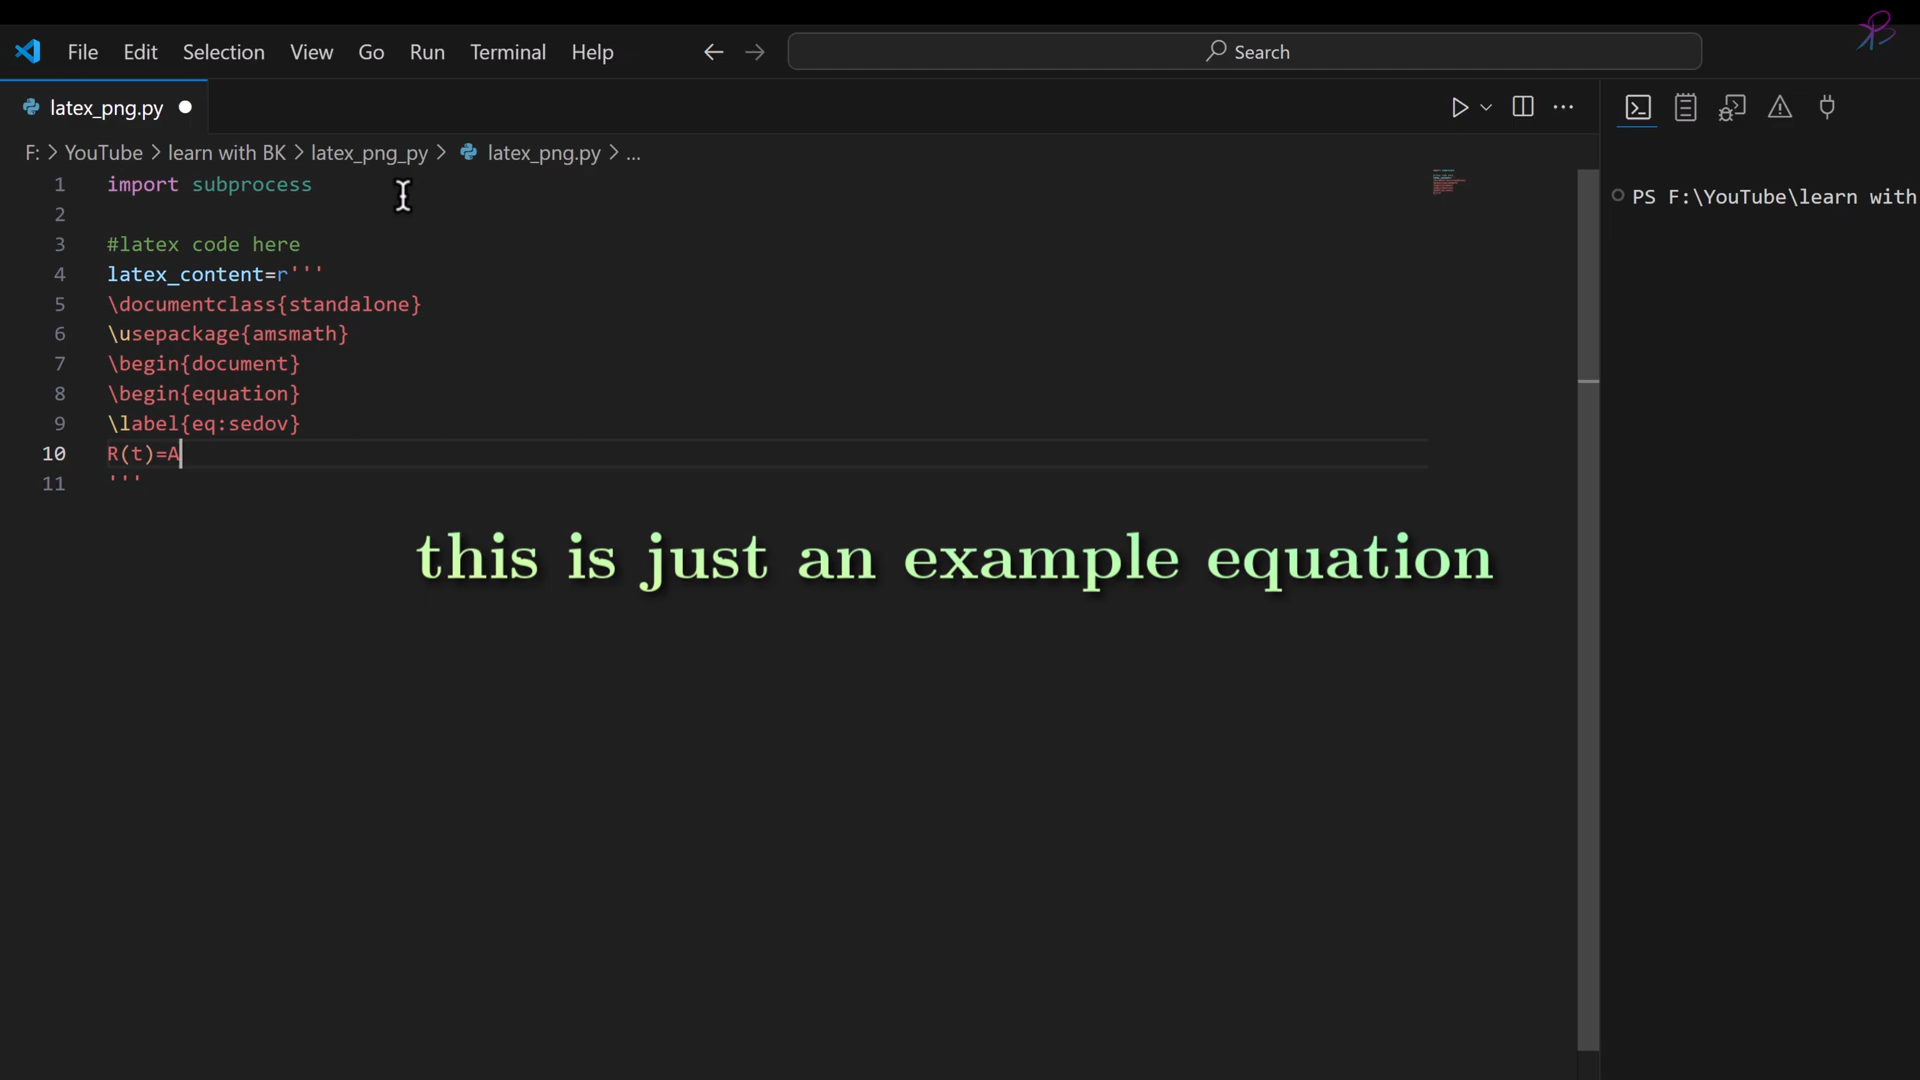 File Edit Selection View Go Run Terminal Help Search
latex_png.py
F: > YouTube > learn with BK > latex_png_py > latex_png.py > ...
1 import subprocess
2
3 #latex code here
4 latex_content=r'''
5 \documentclass{standalone}
6 \usepackage{amsmath}
7 \begin{document}
8 \begin{equation}
9 \label{eq:sedov}
10 R(t)=A
11 '''
PS F:\YouTube\learn with
this is just an example equation